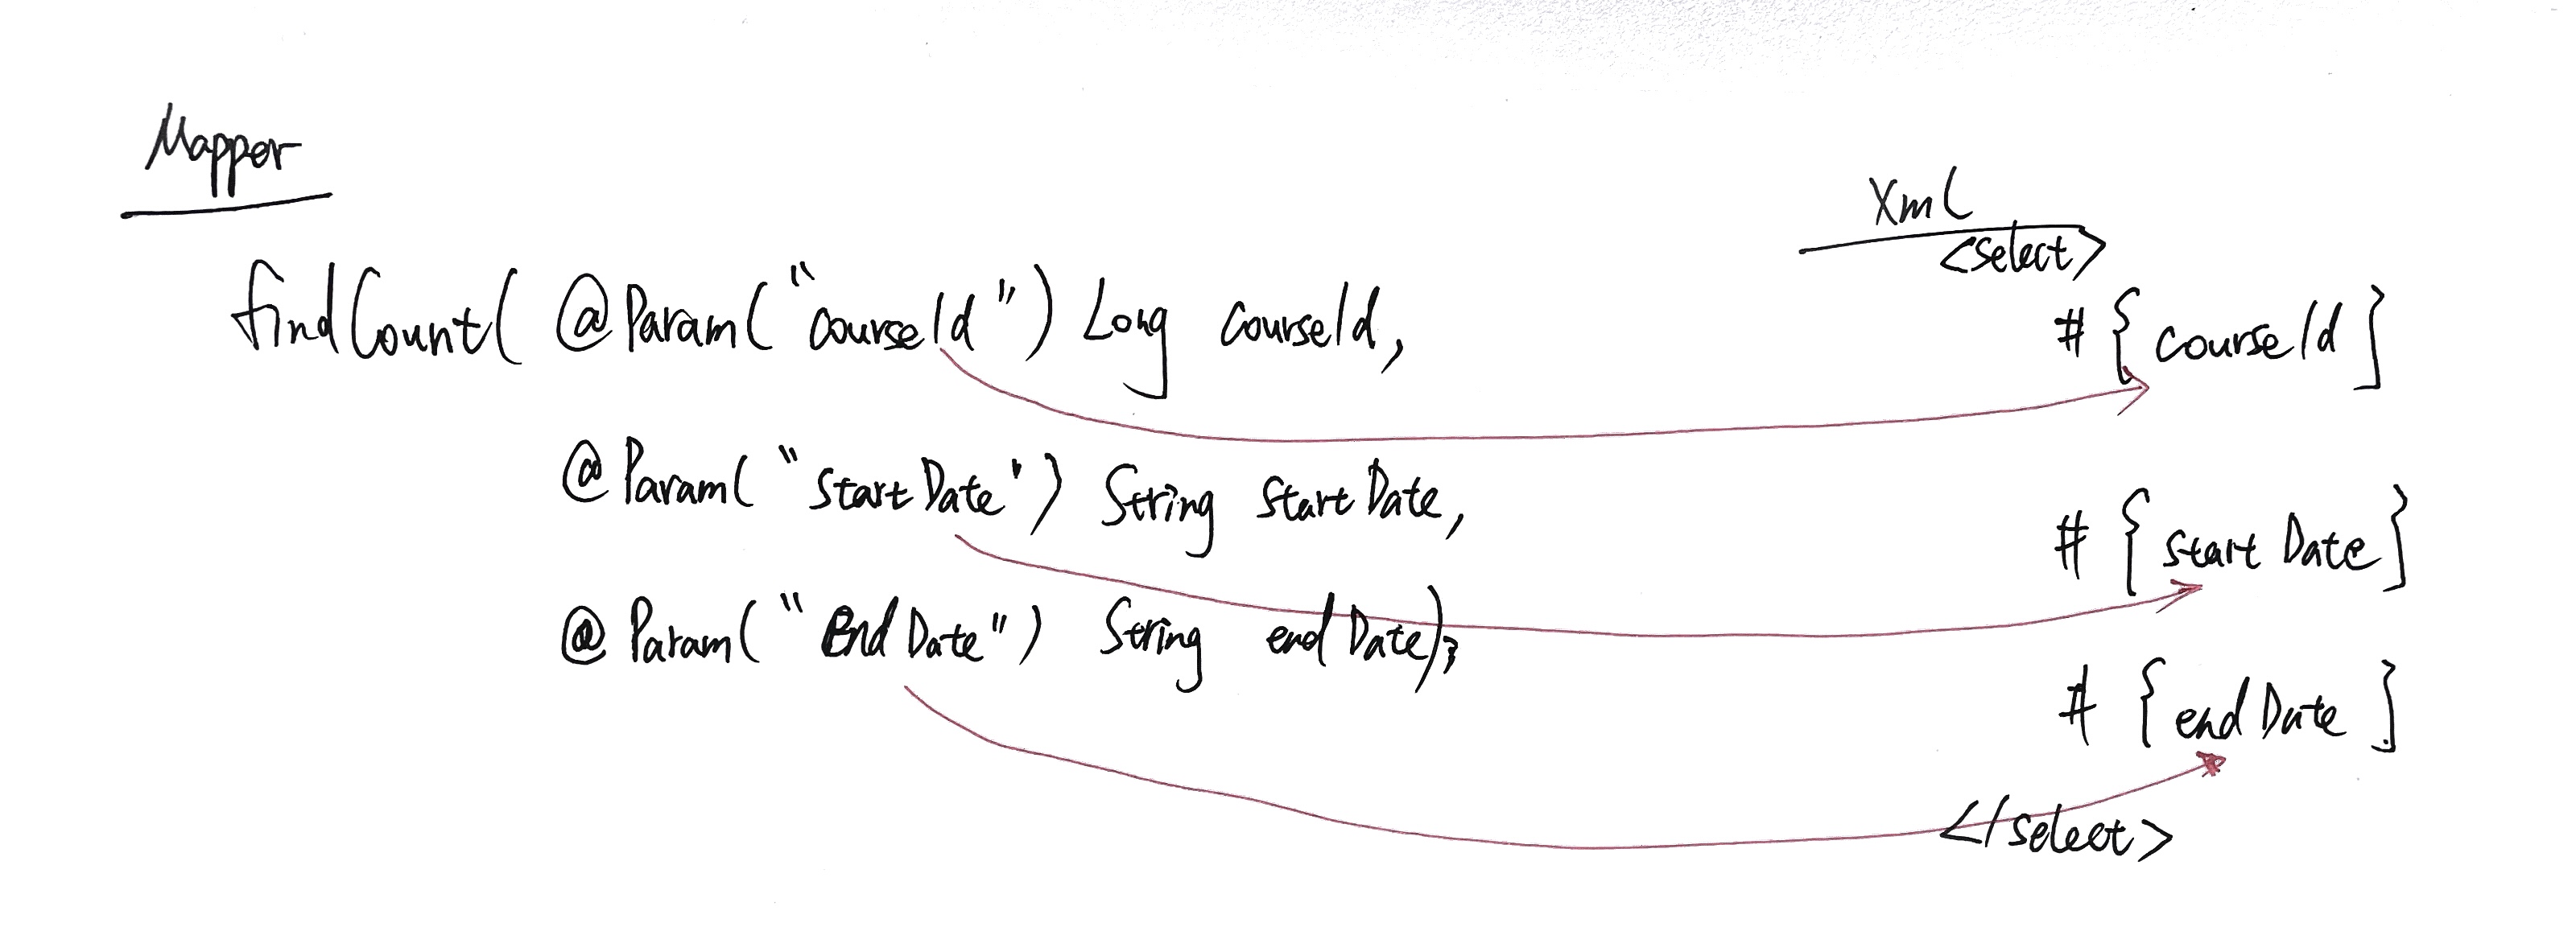 Mapper
Xml
<select>
findCount( @Param("courseId") Long courseId,
#{courseId}
@Param("startDate") String startDate,
#{startDate}
@Param("EndDate") String endDate);
#{endDate}
</select>